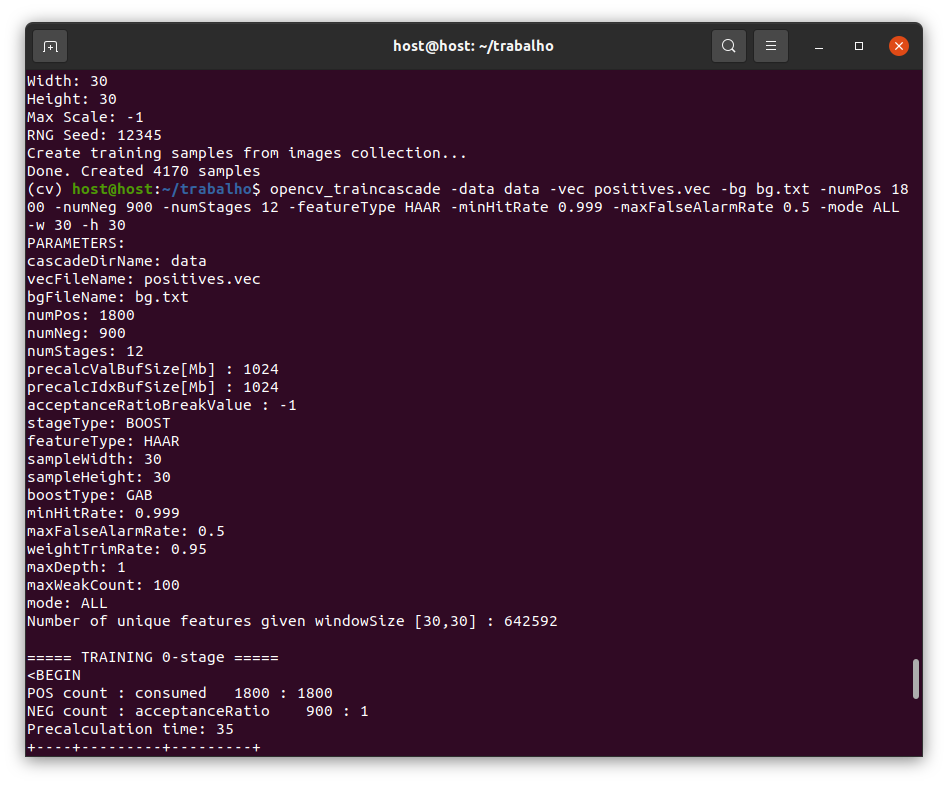 host@host: ~/trabalho
Width: 30
Height: 30
Max Scale: -1
RNG Seed: 12345
Create training samples from images collection...
Done. Created 4170 samples
(cv) host@host:~/trabalho$ opencv_traincascade -data data -vec positives.vec -bg bg.txt -numPos 18
00 -numNeg 900 -numStages 12 -featureType HAAR -minHitRate 0.999 -maxFalseAlarmRate 0.5 -mode ALL
-w 30 -h 30
PARAMETERS:
cascadeDirName: data
vecFileName: positives.vec
bgFileName: bg.txt
numPos: 1800
numNeg: 900
numStages: 12
precalcValBufSize[Mb] : 1024
precalcIdxBufSize[Mb] : 1024
acceptanceRatioBreakValue : -1
stageType: BOOST
featureType: HAAR
sampleWidth: 30
sampleHeight: 30
boostType: GAB
minHitRate: 0.999
maxFalseAlarmRate: 0.5
weightTrimRate: 0.95
maxDepth: 1
maxWeakCount: 100
mode: ALL
Number of unique features given windowSize [30,30] : 642592
===== TRAINING 0-stage =====
<BEGIN
POS count : consumed   1800 : 1800
NEG count : acceptanceRatio    900 : 1
Precalculation time: 35
+----+---------+---------+